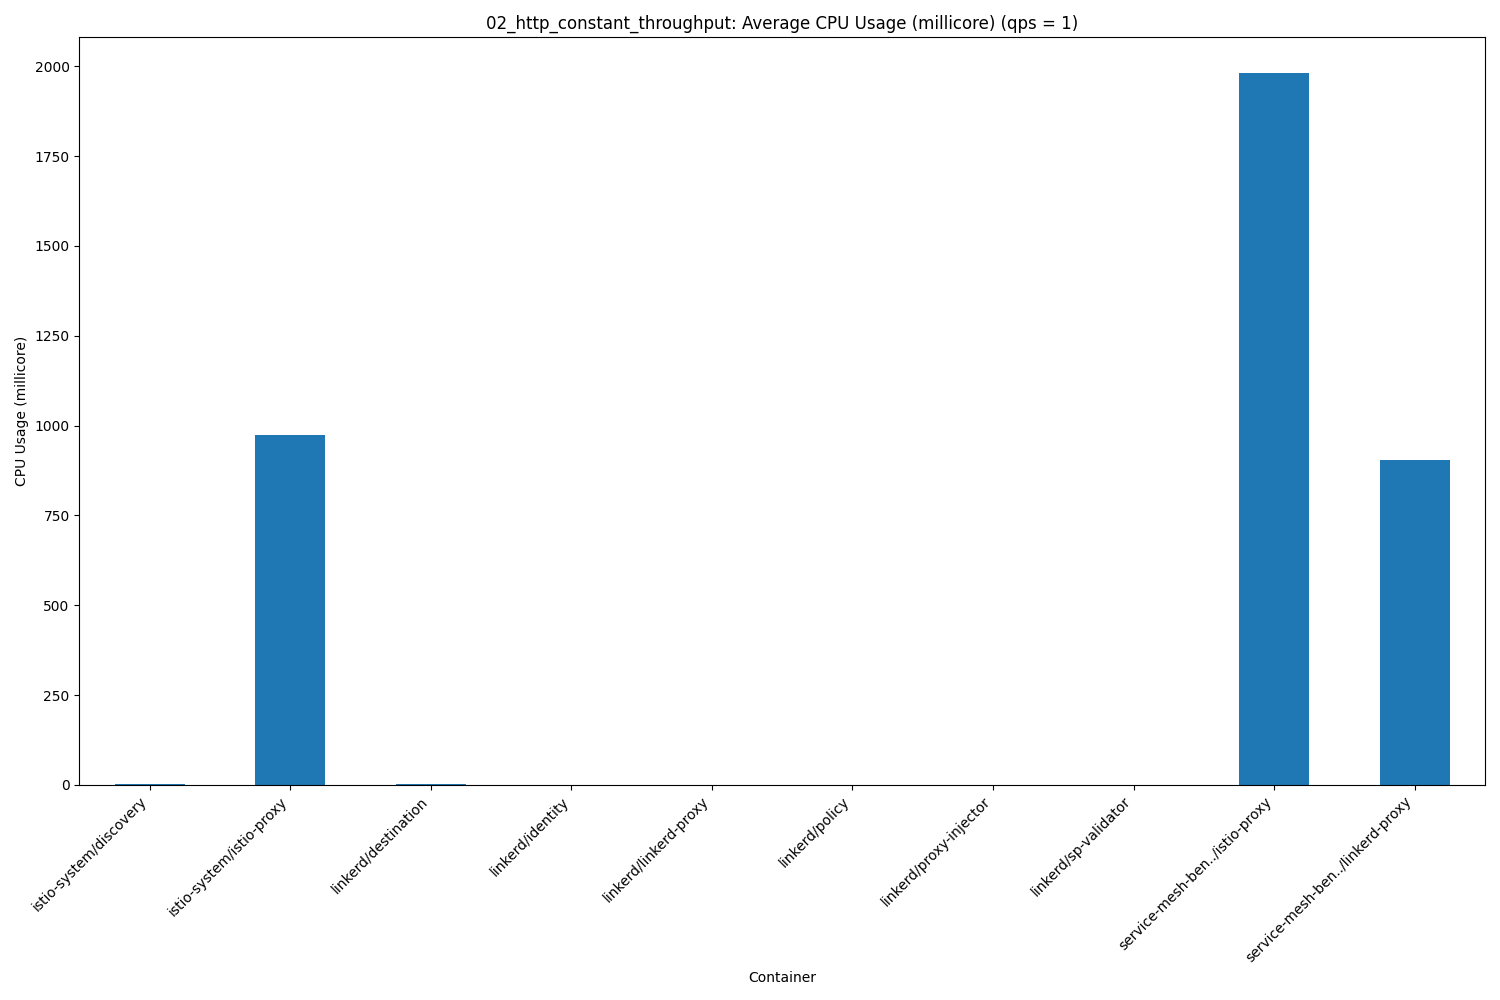 02_http_constant_throughput: Average CPU Usage (millicore) (qps = 1)
CPU Usage (millicore)
2000
1750
1500
1250
1000
750
500
250
0
istio-system/discovery
istio-system/istio-proxy
linkerd/destination
linkerd/identity
linkerd/linkerd-proxy
linkerd/policy
linkerd/proxy-injector
linkerd/sp-validator
service-mesh-ben../istio-proxy
service-mesh-ben../linkerd-proxy
Container